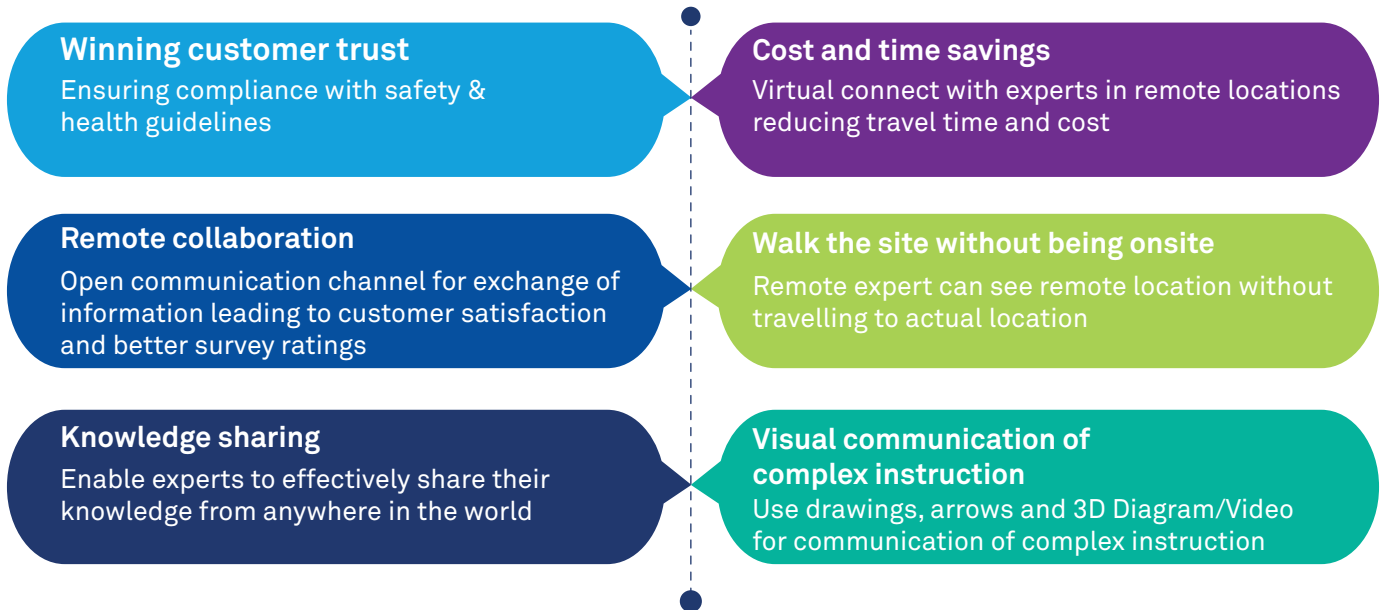 Winning customer trust
Ensuring compliance with safety &
health guidelines
Cost and time savings
Virtual connect with experts in remote locations
reducing travel time and cost
Remote collaboration
Open communication channel for exchange of
information leading to customer satisfaction
and better survey ratings
Walk the site without being onsite
Remote expert can see remote location without
travelling to actual location
Knowledge sharing
Enable experts to effectively share their
knowledge from anywhere in the world
Visual communication of
complex instruction
Use drawings, arrows and 3D Diagram/Video
for communication of complex instruction